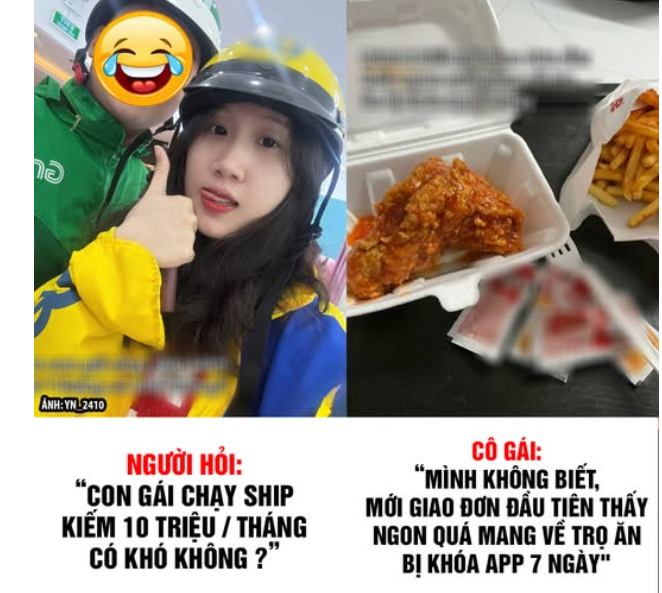 ẢNH: YN_2410
NGƯỜI HỎI:
“CON GÁI CHẠY SHIP
KIẾM 10 TRIỆU / THÁNG
CÓ KHÓ KHÔNG ?”
CÔ GÁI:
“MÌNH KHÔNG BIẾT,
MỚI GIAO ĐƠN ĐẦU TIÊN THẤY
NGON QUÁ MANG VỀ TRỌ ĂN
BỊ KHÓA APP 7 NGÀY"